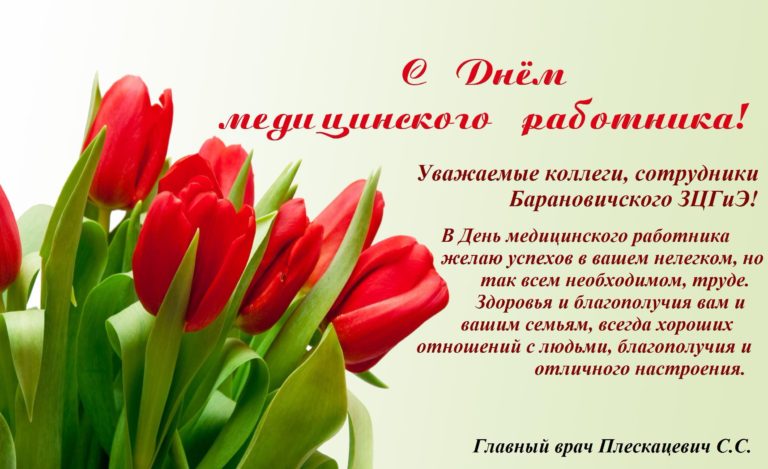 С Днём
медицинского работника!
Уважаемые коллеги, сотрудники
Барановичского ЗЦГиЭ!
В День медицинского работника
желаю успехов в вашем нелегком, но
так всем необходимом, труде.
Здоровья и благополучия вам и
вашим семьям, всегда хороших
отношений с людьми, благополучия и
отличного настроения.
Главный врач Плескацевич С.С.